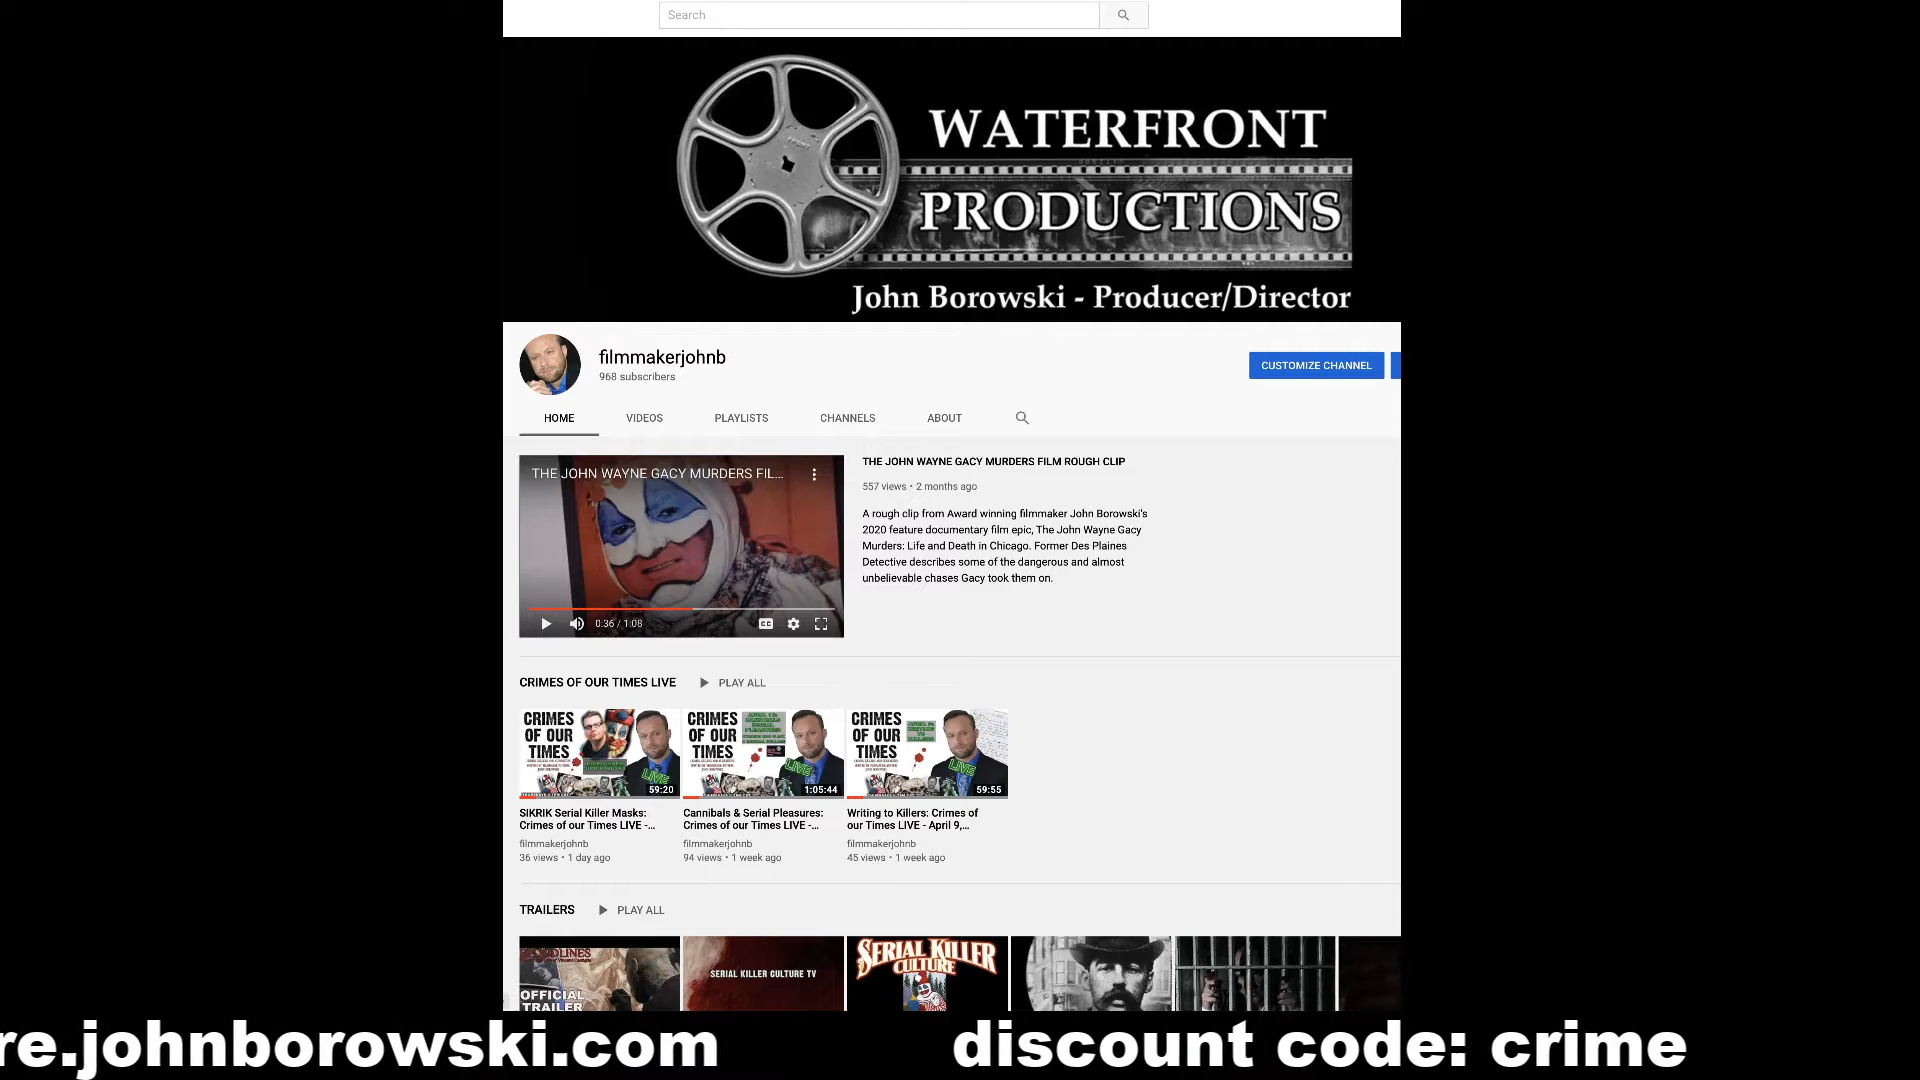 Search
WATERFRONT
PRODUCTIONS
John Borowski - Producer/Director
filmmakerjohnb
968 subscribers
CUSTOMIZE CHANNEL
HOME VIDEOS PLAYLISTS CHANNELS ABOUT
THE JOHN WAYNE GACY MURDERS FIL...
0:36 / 1:08
THE JOHN WAYNE GACY MURDERS FILM ROUGH CLIP
557 views • 2 months ago
A rough clip from Award winning filmmaker John Borowski's
2020 feature documentary film epic, The John Wayne Gacy
Murders: Life and Death in Chicago. Former Des Plaines
Detective describes some of the dangerous and almost
unbelievable chases Gacy took them on.
CRIMES OF OUR TIMES LIVE PLAY ALL
CRIMES
OF OUR
TIMES
LIVE
59:20
CRIMES
OF OUR
TIMES
LIVE
1:05:44
CRIMES
OF OUR
TIMES
LIVE
59:55
SIKRIK Serial Killer Masks:
Crimes of our Times LIVE -...
filmmakerjohnb
36 views • 1 day ago
Cannibals & Serial Pleasures:
Crimes of our Times LIVE -...
filmmakerjohnb
94 views • 1 week ago
Writing to Killers: Crimes of
our Times LIVE - April 9,...
filmmakerjohnb
45 views • 1 week ago
TRAILERS PLAY ALL
BLOODLINES
OFFICIAL
TRAILER
SERIAL KILLER CULTURE TV
SERIAL KILLER
CULTURE
re.johnborowski.com discount code: crime